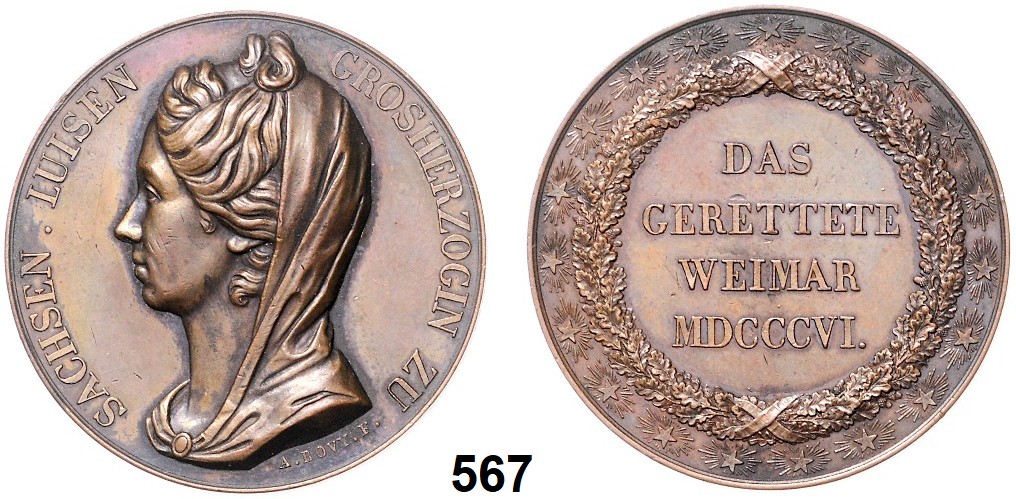 SACHSEN · LUISEN GROSHERZOGIN ZU
A. BOVY. F.
DAS
GERETTETE
WEIMAR
MDCCCVI.
567